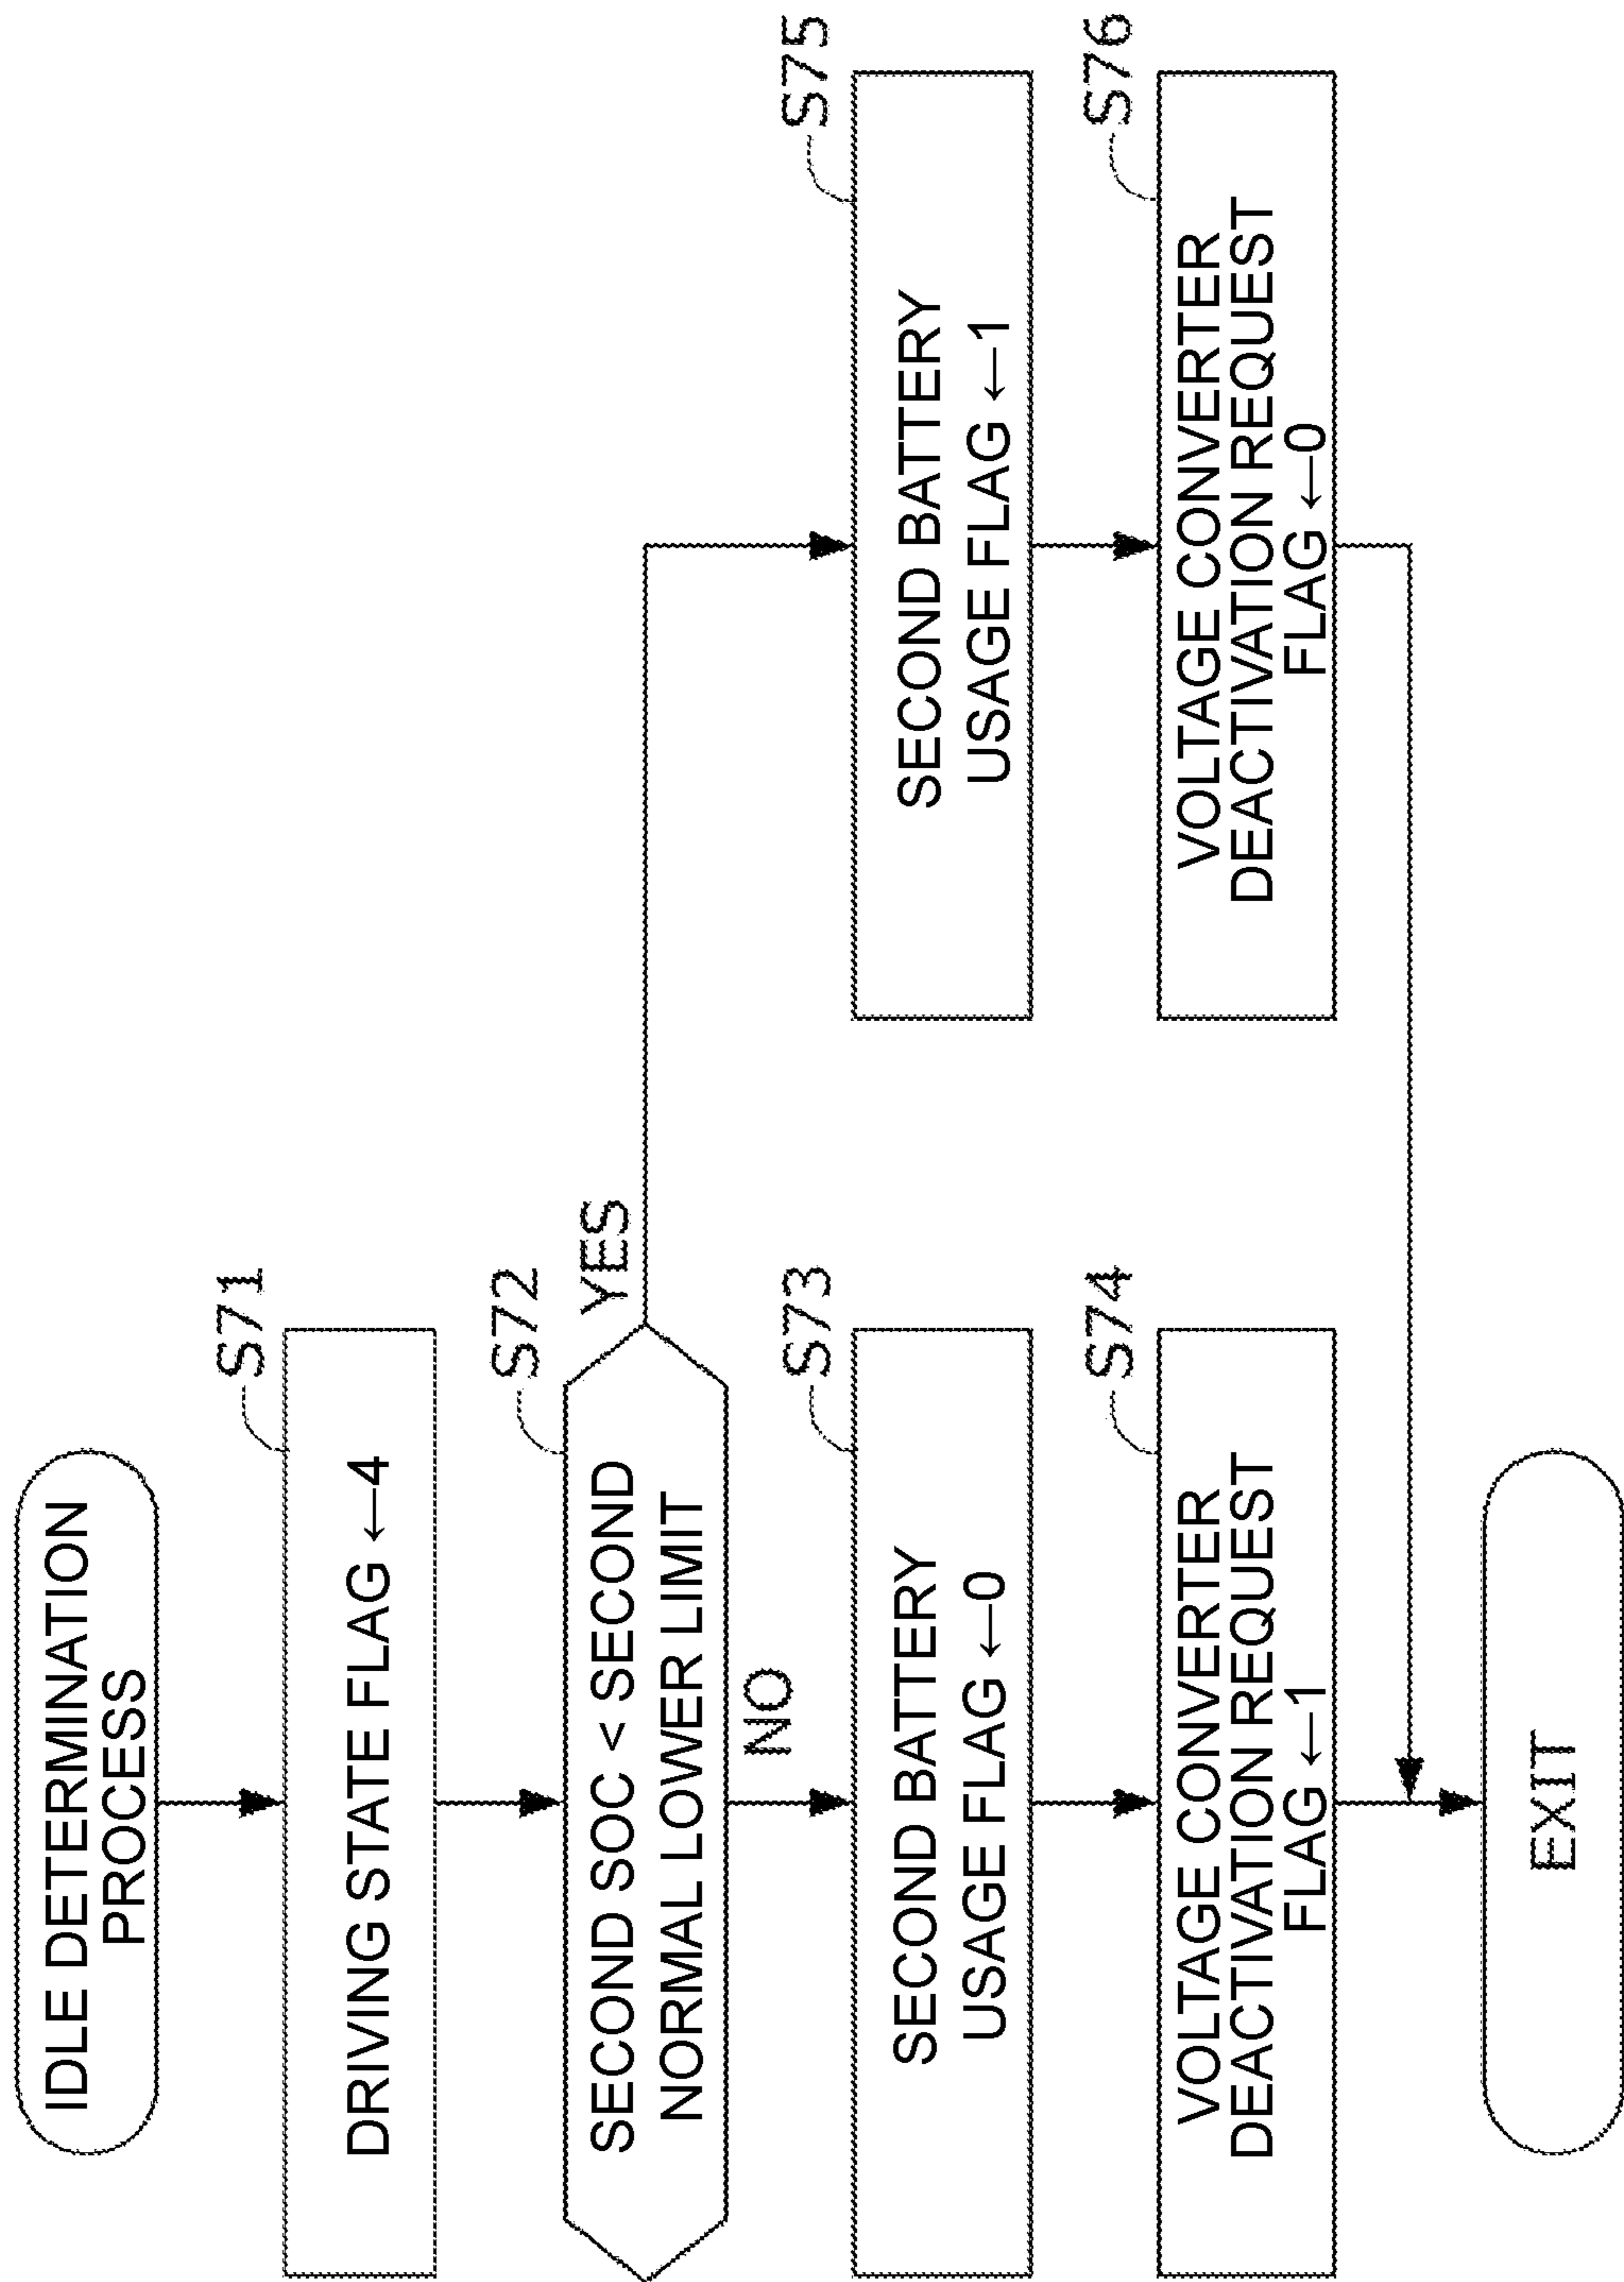 IDLE DETERMINATION
PROCESS
S71
DRIVING STATE FLAG ←4
S72
SECOND SOC < SECOND
NORMAL LOWER LIMIT
YES
NO
S73
SECOND BATTERY
USAGE FLAG ←0
S74
VOLTAGE CONVERTER
DEACTIVATION REQUEST
FLAG ←1
S75
SECOND BATTERY
USAGE FLAG ←1
S76
VOLTAGE CONVERTER
DEACTIVATION REQUEST
FLAG ←0
EXIT